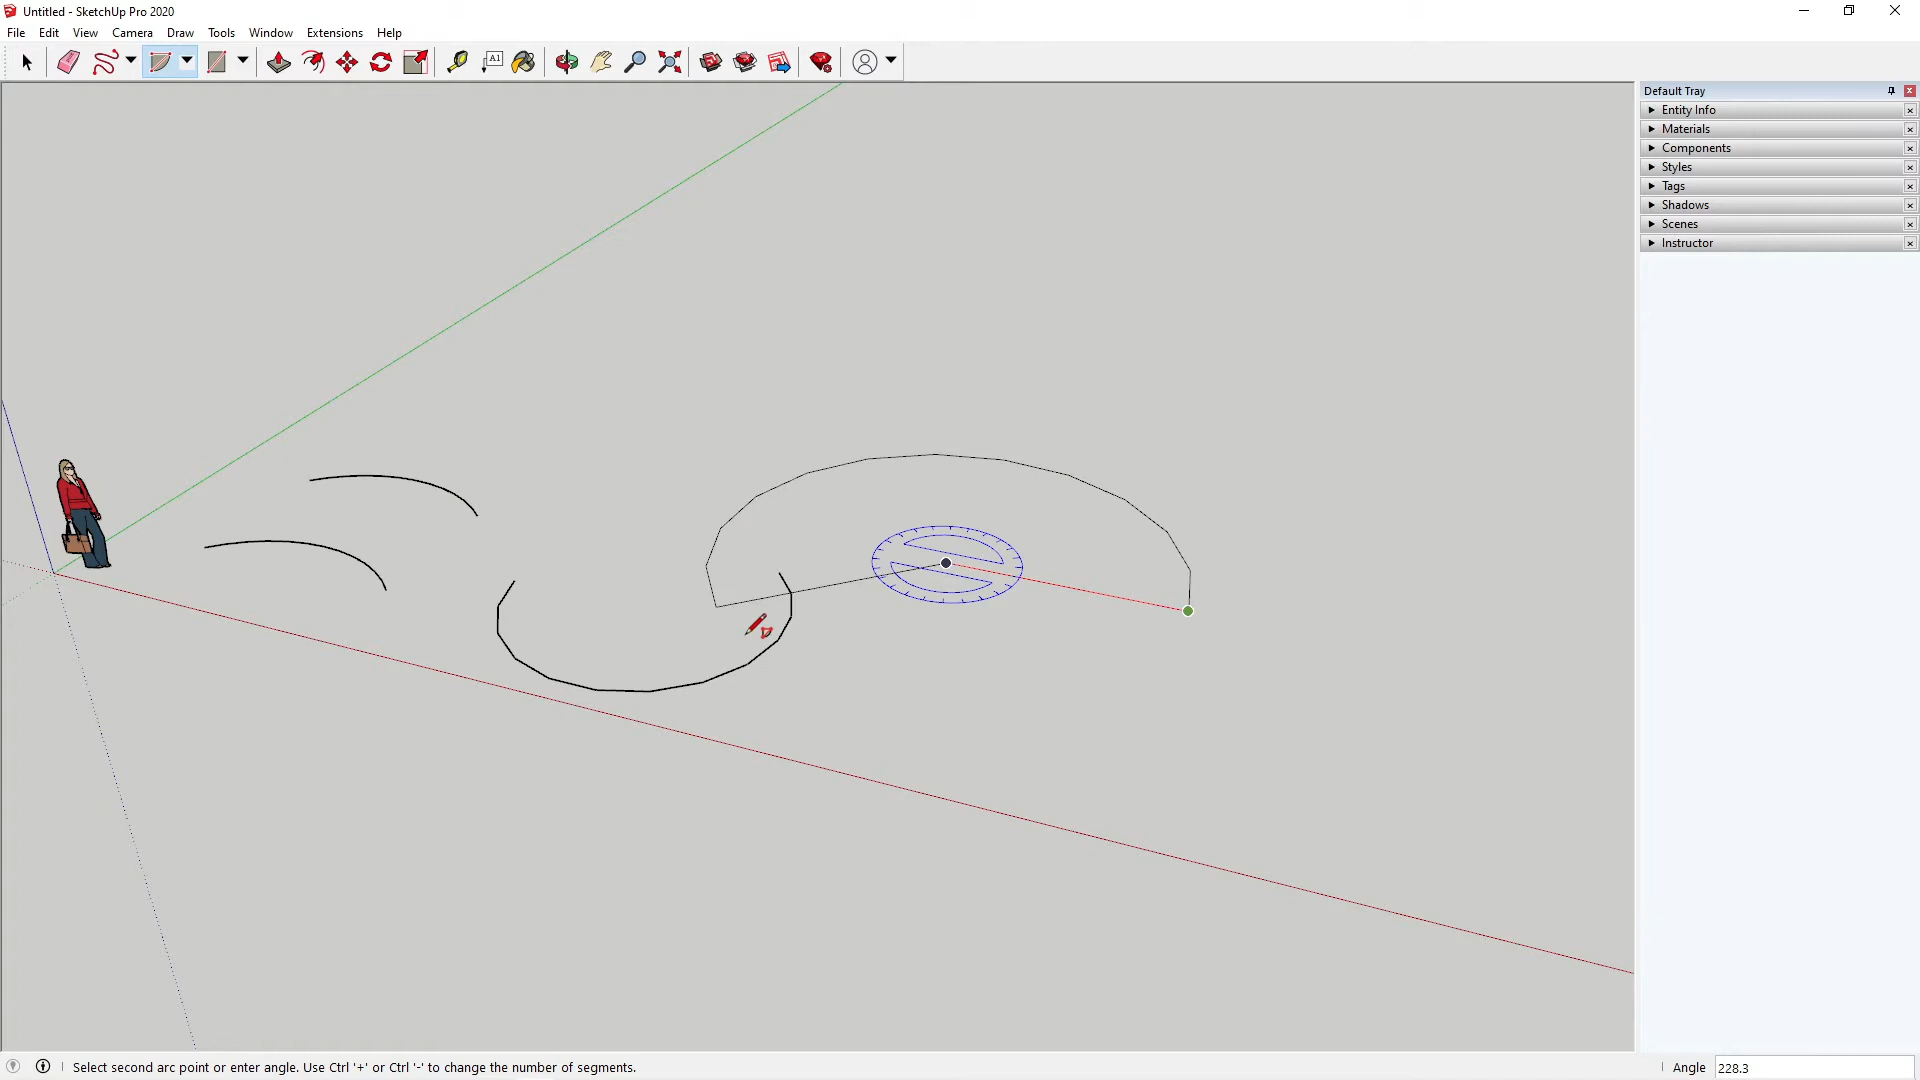 Untitled - SketchUp Pro 2020
File Edit View Camera Draw Tools Window Extensions Help
A1
Default Tray
Entity Info
Materials
Components
Styles
Tags
Shadows
Scenes
Instructor
Select second arc point or enter angle. Use Ctrl '+' or Ctrl '-' to change the number of segments.
Angle 228.3